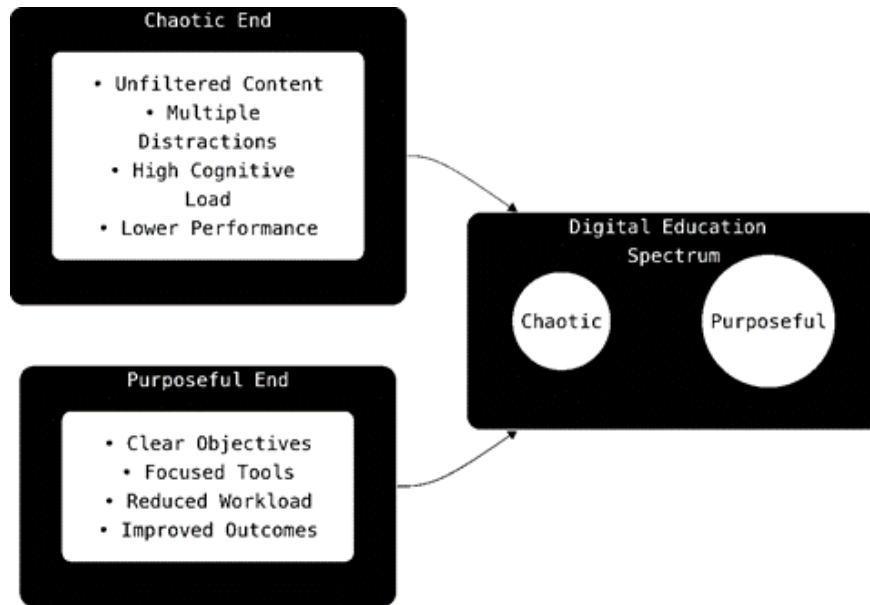 Chaotic End
• Unfiltered Content
• Multiple
Distractions
• High Cognitive
Load
• Lower Performance
Digital Education
Spectrum
Chaotic
Purposeful
Purposeful End
• Clear Objectives
• Focused Tools
• Reduced Workload
• Improved Outcomes